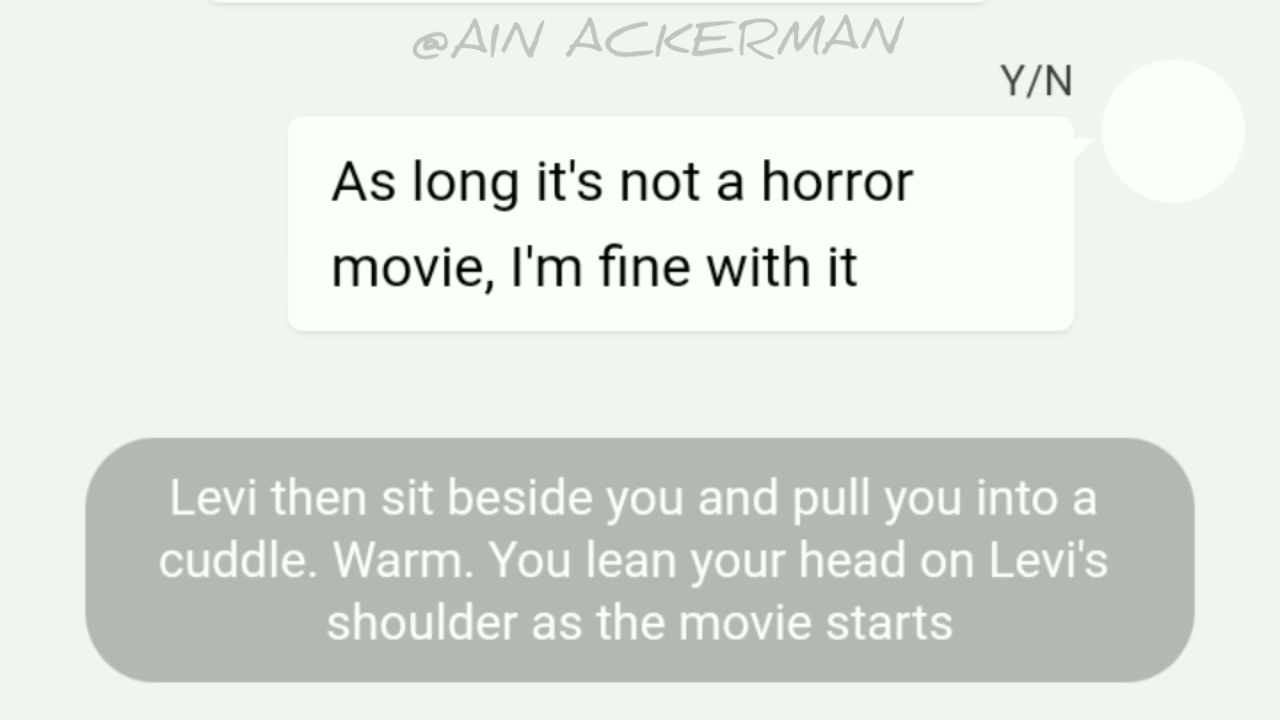 @AIN ACKERMAN
Y/N
As long it's not a horror
movie, I'm fine with it
Levi then sit beside you and pull you into a
cuddle. Warm. You lean your head on Levi's
shoulder as the movie starts